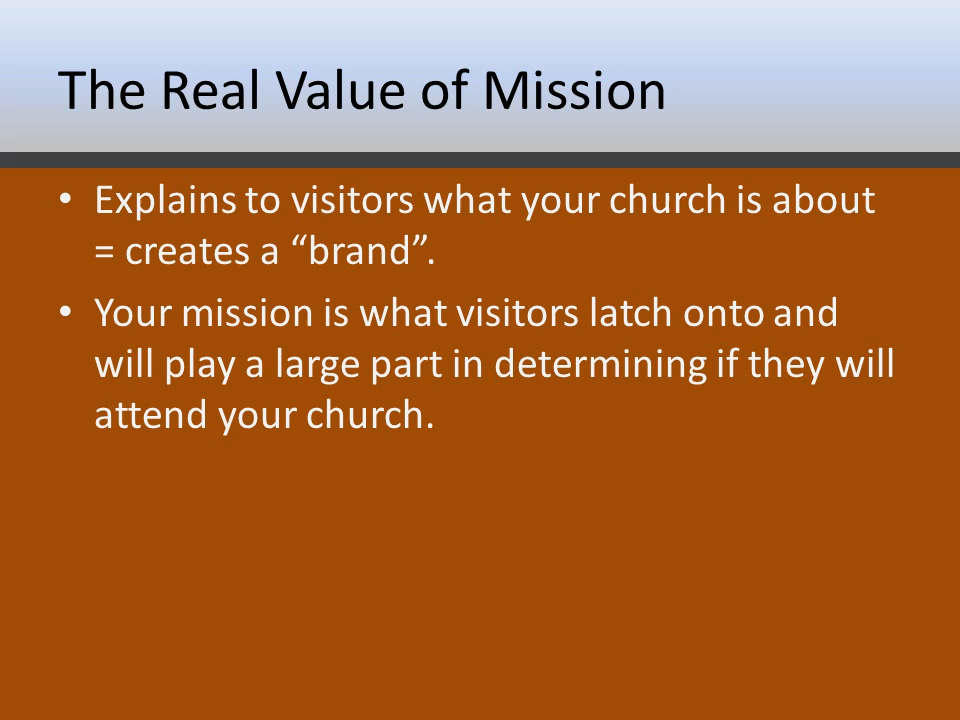 The Real Value of Mission
• Explains to visitors what your church is about
= creates a “brand”.
• Your mission is what visitors latch onto and
will play a large part in determining if they will
attend your church.